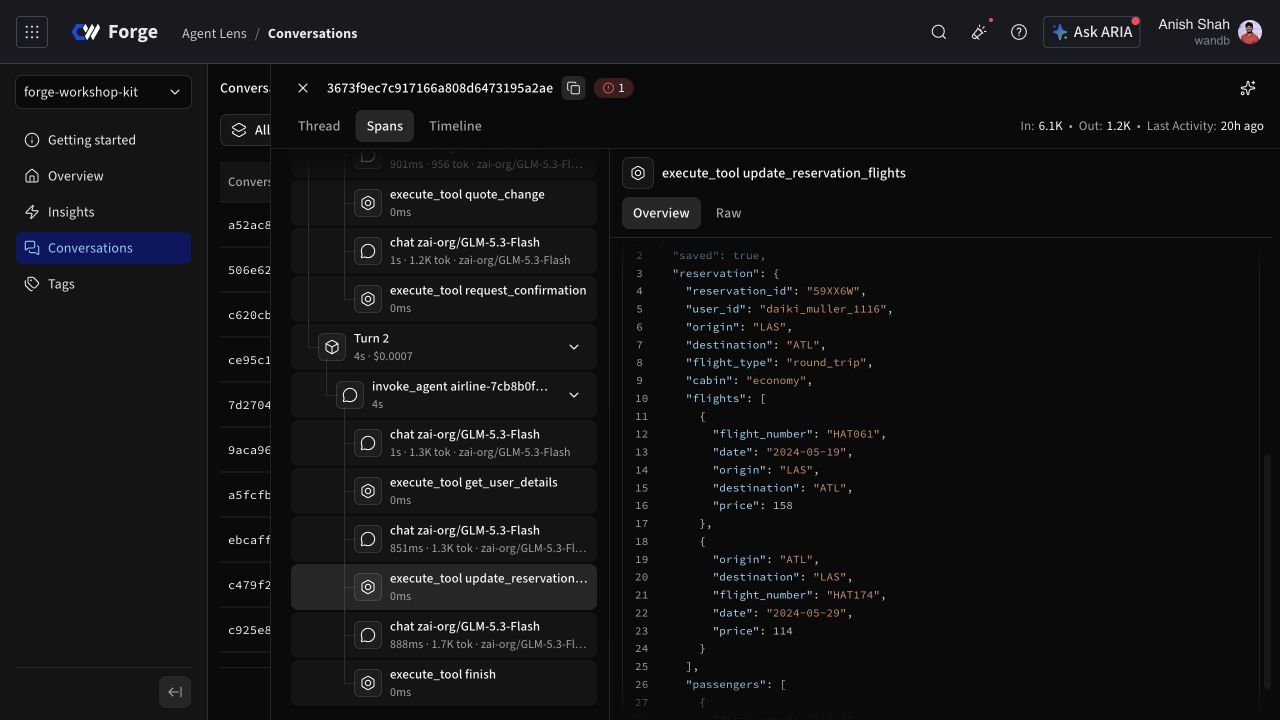 Forge
Agent Lens / Conversations
Ask ARIA
Anish Shah
wandb
forge-workshop-kit
Getting started
Overview
Insights
Conversations
Tags
Convers
All
Convers
a52ac8
506e62
c620cb
ce95c1
7d2704
9aca96
a5fcfb
ebcaff
c479f2
c925e8
3673f9ec7c917166a808d6473195a2ae
1
Thread
Spans
Timeline
In: 6.1K • Out: 1.2K • Last Activity: 20h ago
901ms · 956 tok · zai-org/GLM-5.3-Fl…
execute_tool quote_change
0ms
chat zai-org/GLM-5.3-Flash
1s · 1.2K tok · zai-org/GLM-5.3-Flash
execute_tool request_confirmation
0ms
Turn 2
4s · $0.0007
invoke_agent airline-7cb8b0f…
4s
chat zai-org/GLM-5.3-Flash
1s · 1.3K tok · zai-org/GLM-5.3-Flash
execute_tool get_user_details
0ms
chat zai-org/GLM-5.3-Flash
851ms · 1.3K tok · zai-org/GLM-5.3-Fl…
execute_tool update_reservation…
0ms
chat zai-org/GLM-5.3-Flash
888ms · 1.7K tok · zai-org/GLM-5.3-Fl…
execute_tool finish
0ms
execute_tool update_reservation_flights
Overview
Raw
2 "saved": true,
3 "reservation": {
4 "reservation_id": "59XX6W",
5 "user_id": "daiki_muller_1116",
6 "origin": "LAS",
7 "destination": "ATL",
8 "flight_type": "round_trip",
9 "cabin": "economy",
10 "flights": [
11 {
12 "flight_number": "HAT061",
13 "date": "2024-05-19",
14 "origin": "LAS",
15 "destination": "ATL",
16 "price": 158
17 },
18 {
19 "origin": "ATL",
20 "destination": "LAS",
21 "flight_number": "HAT174",
22 "date": "2024-05-29",
23 "price": 114
24 }
25 ],
26 "passengers": [
27 {